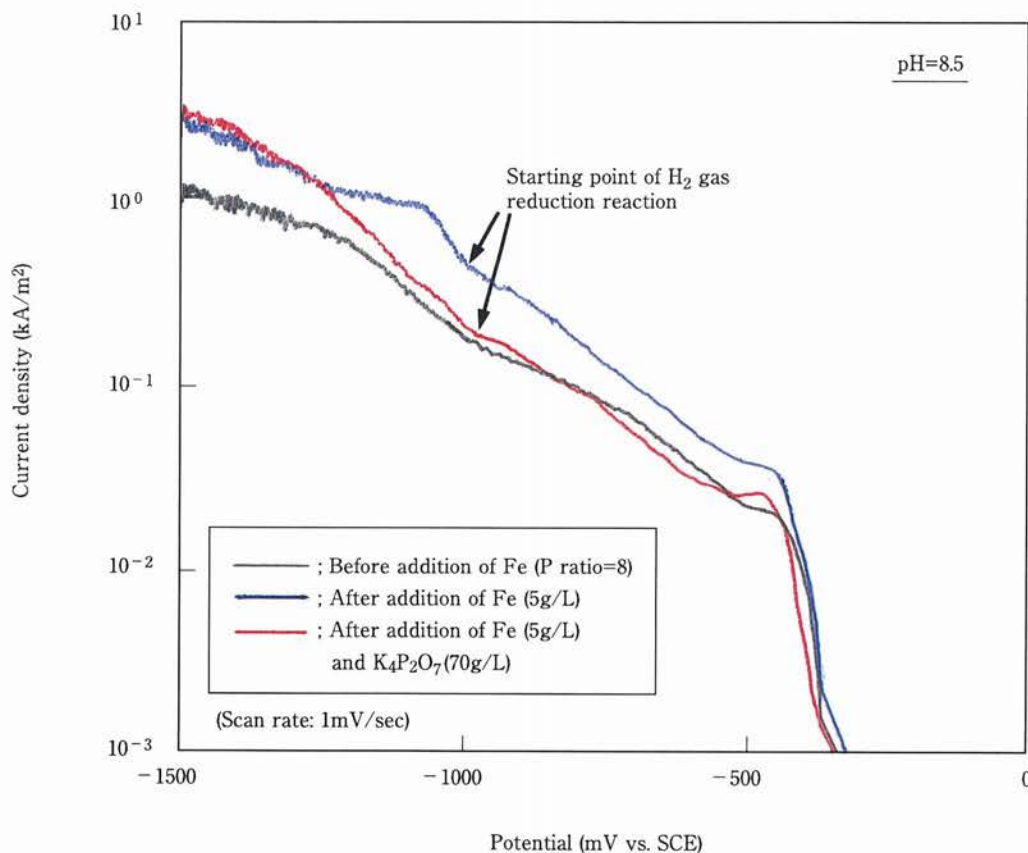 10¹
pH=8.5
Starting point of H₂ gas
reduction reaction
10⁰
Current density (kA/m²)
10⁻¹
; Before addition of Fe (P ratio=8)
10⁻²
; After addition of Fe (5g/L)
; After addition of Fe (5g/L)
and K₄P₂O₇(70g/L)
(Scan rate: 1mV/sec)
10⁻³
−1500
−1000
−500
0
Potential (mV vs. SCE)